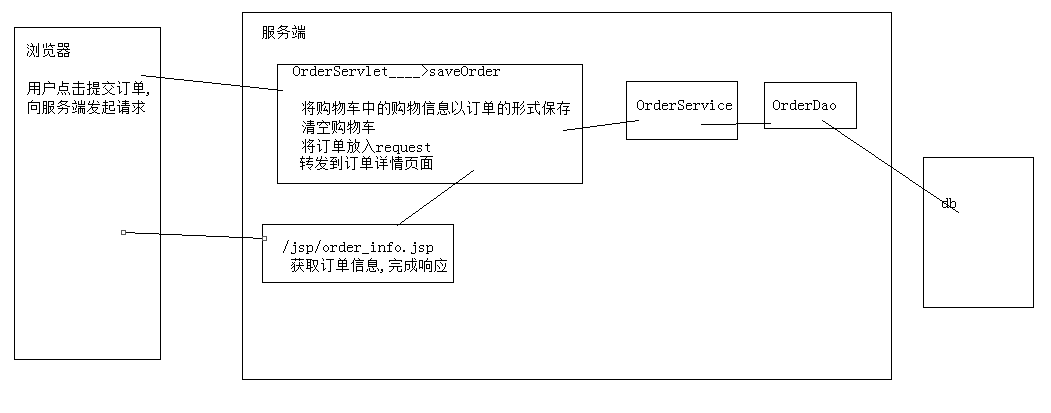 浏览器
用户点击提交订单,
向服务端发起请求
服务端
OrderServlet____>saveOrder
将购物车中的购物信息以订单的形式保存
清空购物车
将订单放入request
转发到订单详情页面
OrderService
OrderDao
db
/jsp/order_info.jsp
获取订单信息,完成响应